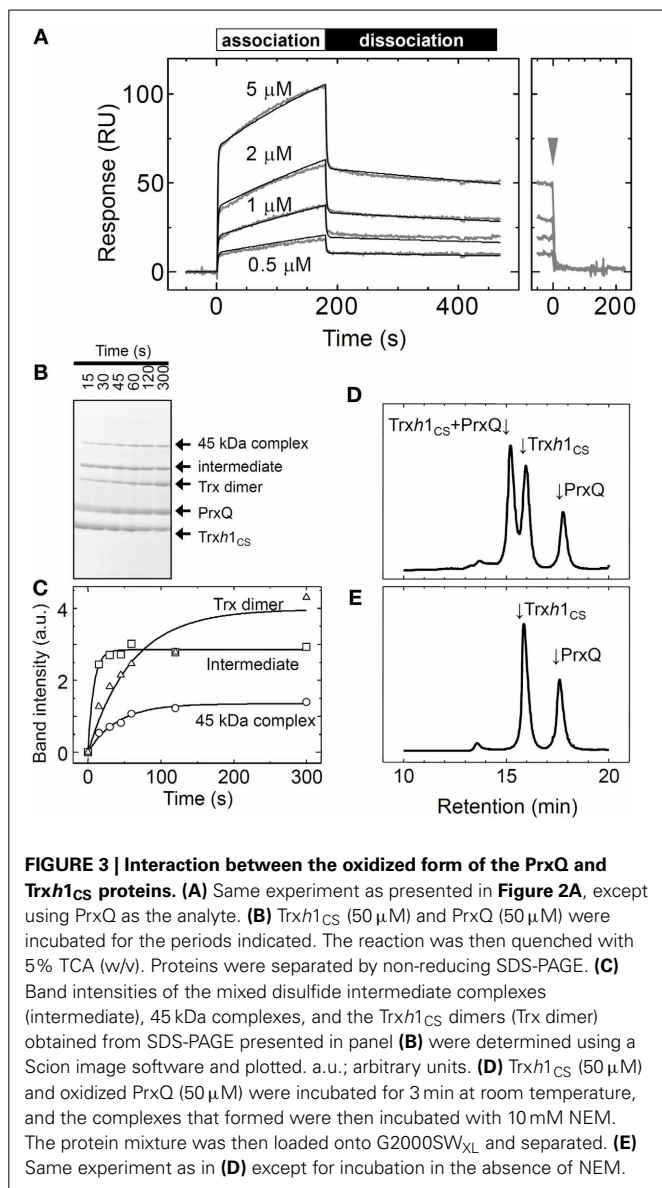 A
association dissociation
5 μM
2 μM
1 μM
0.5 μM
Response (RU)
100
50
0
0 200 400
0 200
Time (s)
B
Time (s)
15 30 45 60 120 300
45 kDa complex
intermediate
Trx dimer
PrxQ
Trxh1CS
C
Trx dimer
Intermediate
45 kDa complex
Band intensity (a.u.)
4
2
0
0 100 200 300
Time (s)
D
Trxh1CS+PrxQ↓
↓Trxh1CS
↓PrxQ
E
↓Trxh1CS
↓PrxQ
10 15 20
Retention (min)
FIGURE 3 | Interaction between the oxidized form of the PrxQ and
Trxh1CS proteins. (A) Same experiment as presented in Figure 2A, except
using PrxQ as the analyte. (B) Trxh1CS (50 μM) and PrxQ (50 μM) were
incubated for the periods indicated. The reaction was then quenched with
5% TCA (w/v). Proteins were separated by non-reducing SDS-PAGE. (C)
Band intensities of the mixed disulfide intermediate complexes
(intermediate), 45 kDa complexes, and the Trxh1CS dimers (Trx dimer)
obtained from SDS-PAGE presented in panel (B) were determined using a
Scion image software and plotted. a.u.; arbitrary units. (D) Trxh1CS (50 μM)
and oxidized PrxQ (50 μM) were incubated for 3 min at room temperature,
and the complexes that formed were then incubated with 10 mM NEM.
The protein mixture was then loaded onto G2000SWXL and separated. (E)
Same experiment as in (D) except for incubation in the absence of NEM.